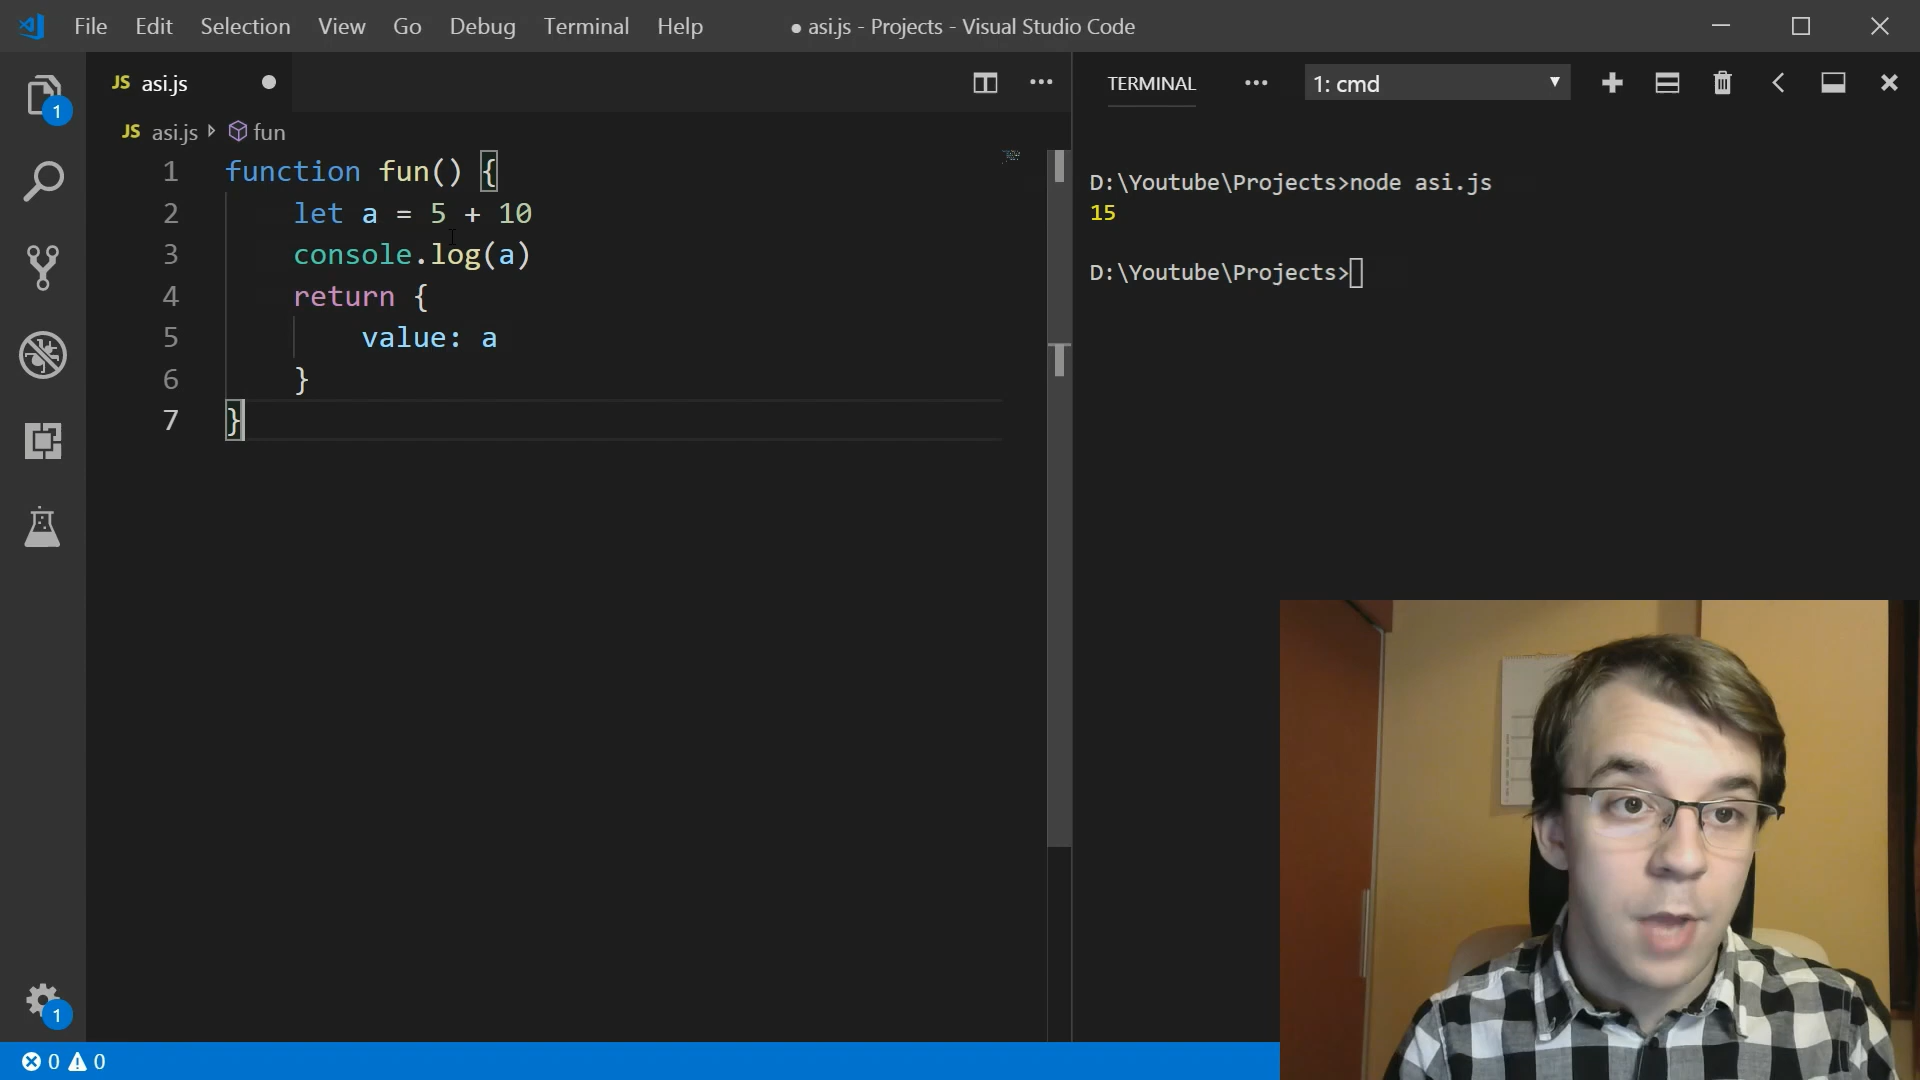 File Edit Selection View Go Debug Terminal Help
● asi.js - Projects - Visual Studio Code
JS asi.js
JS asi.js fun
1 function fun() {
2 let a = 5 + 10
3 console.log(a)
4 return {
5 value: a
6 }
7 }
TERMINAL
1: cmd
D:\Youtube\Projects>node asi.js
15
D:\Youtube\Projects>
1
1
0 0